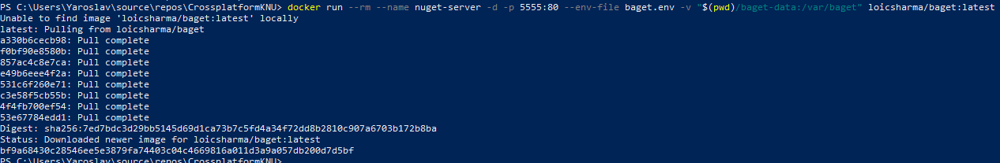 PS C:\Users\Yaroslav\source\repos\CrossplatformKNU> docker run --rm --name nuget-server -d -p 5555:80 --env-file baget.env -v "$(pwd)/baget-data:/var/baget" loicsharma/baget:latest
Unable to find image 'loicsharma/baget:latest' locally
latest: Pulling from loicsharma/baget
a330b6cecb98: Pull complete
f0bf90e8580b: Pull complete
857ac4c8e7ca: Pull complete
e49b6eee4f2a: Pull complete
531c6f260e71: Pull complete
c3e58f5cb55b: Pull complete
4f4fb700ef54: Pull complete
53e67784edd1: Pull complete
Digest: sha256:7ed7bdc3d29bb5145d69d1ca73b7c5fd4a34f72dd8b2810c907a6703b172b8ba
Status: Downloaded newer image for loicsharma/baget:latest
bf9a68430c28546ee5e3879fa74403c04c4669816a011d3a9a057db200d7d5bf
PS C:\Users\Yaroslav\source\repos\CrossplatformKNU>